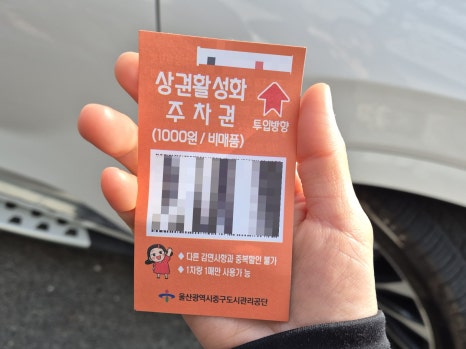 상권활성화
주차권
투입방향
(1000원 / 비매품)
◆ 다른 감면사항과 중복할인 불가
◆ 1차량 1매만 사용가능
울산광역시중구도시관리공단